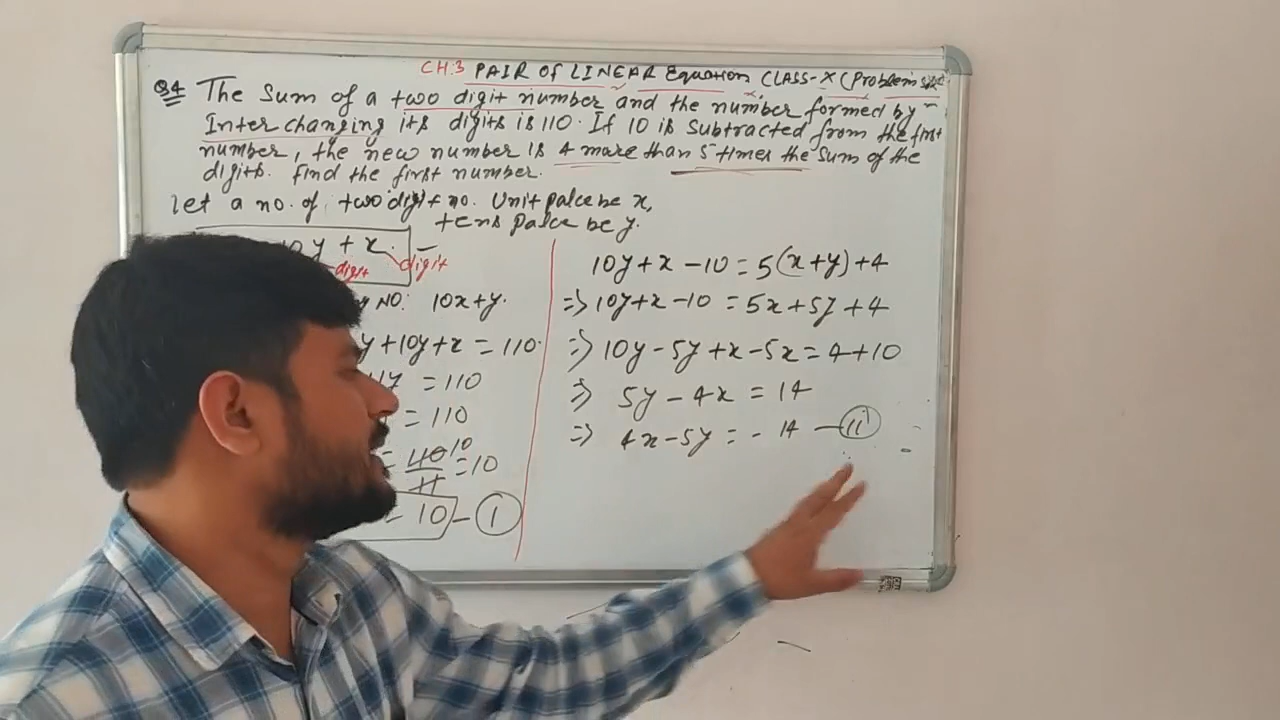 CH.3 PAIR OF LINEAR Equation CLASS-X (Problem
Q4 The Sum of a two digit number and the number formed by
Inter changing its digits is 110. If 10 is subtracted from the first
number, the new number is 4 more than 5 times the sum of the
digits. find the first number.
let a no. of two digit no. Unit palce be x,
tens palce be y.
y + x.
digit digit
NO: 10x+y.
y+10y+x = 110.
= 110
= 110
= 110/11 10 = 10
= 10 - (1)
10y+x-10 = 5(x+y)+4
=> 10y+x-10 = 5x+5y+4
=> 10y-5y+x-5x = 4+10
=> 5y-4x = 14
=> 4x-5y = -14 - (11)